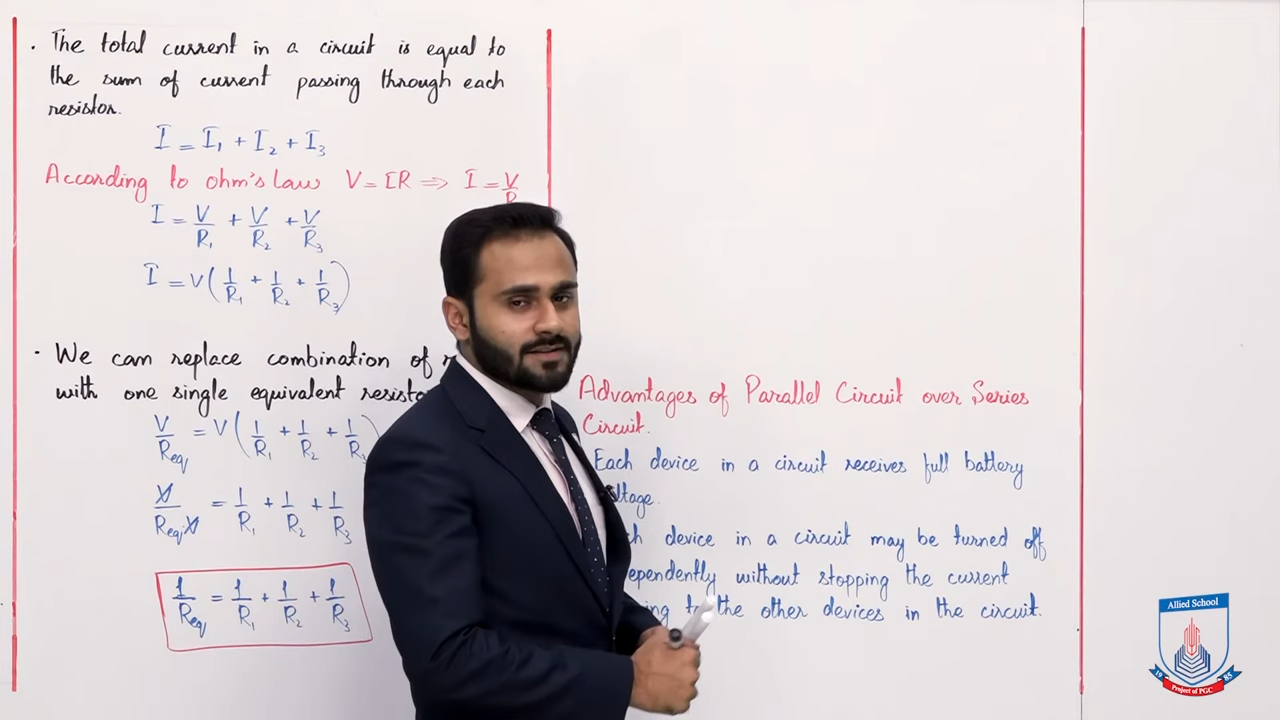 . The total current in a circuit is equal to
the sum of current passing through each
resistor.
I = I₁ + I₂ + I₃
According to ohm's law V = IR ⇒ I = V/R
I = V/R₁ + V/R₂ + V/R₃
I = V(1/R₁ + 1/R₂ + 1/R₃)
. We can replace combination of
with one single equivalent
V/Req = V(1/R₁ + 1/R₂ + 1/R₃
V/Req.V = 1/R₁ + 1/R₂ + 1/R₃
1/Req = 1/R₁ + 1/R₂ + 1/R₃
Advantages of Parallel Circuit over Series
Circuit.
Each device in a circuit receives full battery
device in a circuit may be turned off
without stopping the current
the other devices in the circuit.
Allied School
1985
Project of PGC